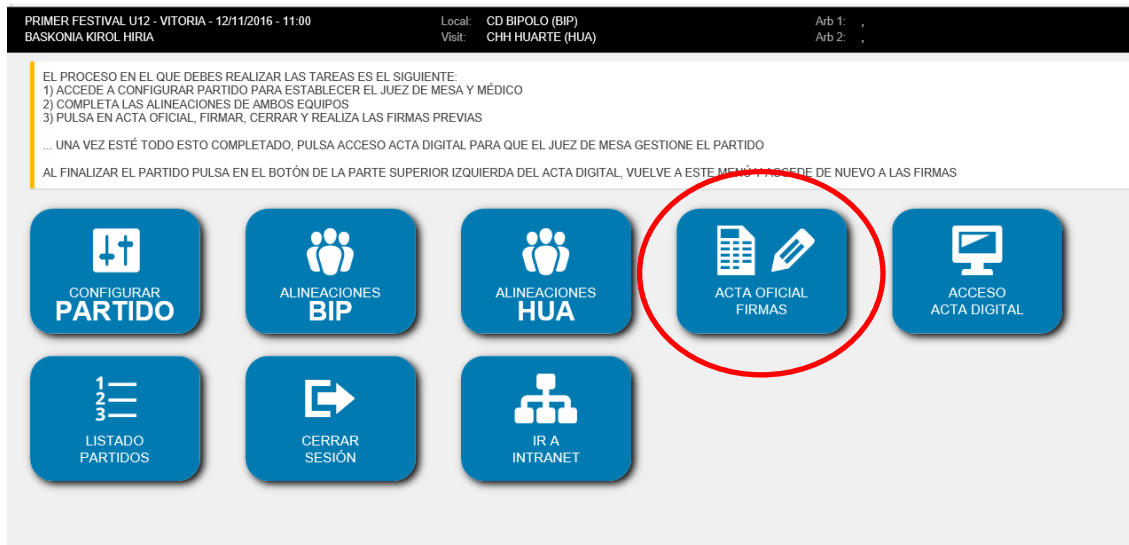 PRIMER FESTIVAL U12 - VITORIA - 12/11/2016 - 11:00
BASKONIA KIROL HIRIA
Local: CD BIPOLO (BIP)
Visit: CHH HUARTE (HUA)
Arb 1: ,
Arb 2: ,
EL PROCESO EN EL QUE DEBES REALIZAR LAS TAREAS ES EL SIGUIENTE:
1) ACCEDE A CONFIGURAR PARTIDO PARA ESTABLECER EL JUEZ DE MESA Y MÉDICO
2) COMPLETA LAS ALINEACIONES DE AMBOS EQUIPOS
3) PULSA EN ACTA OFICIAL, FIRMAR, CERRAR Y REALIZA LAS FIRMAS PREVIAS
... UNA VEZ ESTÉ TODO ESTO COMPLETADO, PULSA ACCESO ACTA DIGITAL PARA QUE EL JUEZ DE MESA GESTIONE EL PARTIDO
AL FINALIZAR EL PARTIDO PULSA EN EL BOTÓN DE LA PARTE SUPERIOR IZQUIERDA DEL ACTA DIGITAL, VUELVE A ESTE MENÚ Y ACCEDE DE NUEVO A LAS FIRMAS
CONFIGURAR
PARTIDO
ALINEACIONES
BIP
ALINEACIONES
HUA
ACTA OFICIAL
FIRMAS
ACCESO
ACTA DIGITAL
1
2
3
LISTADO
PARTIDOS
CERRAR
SESIÓN
IR A
INTRANET